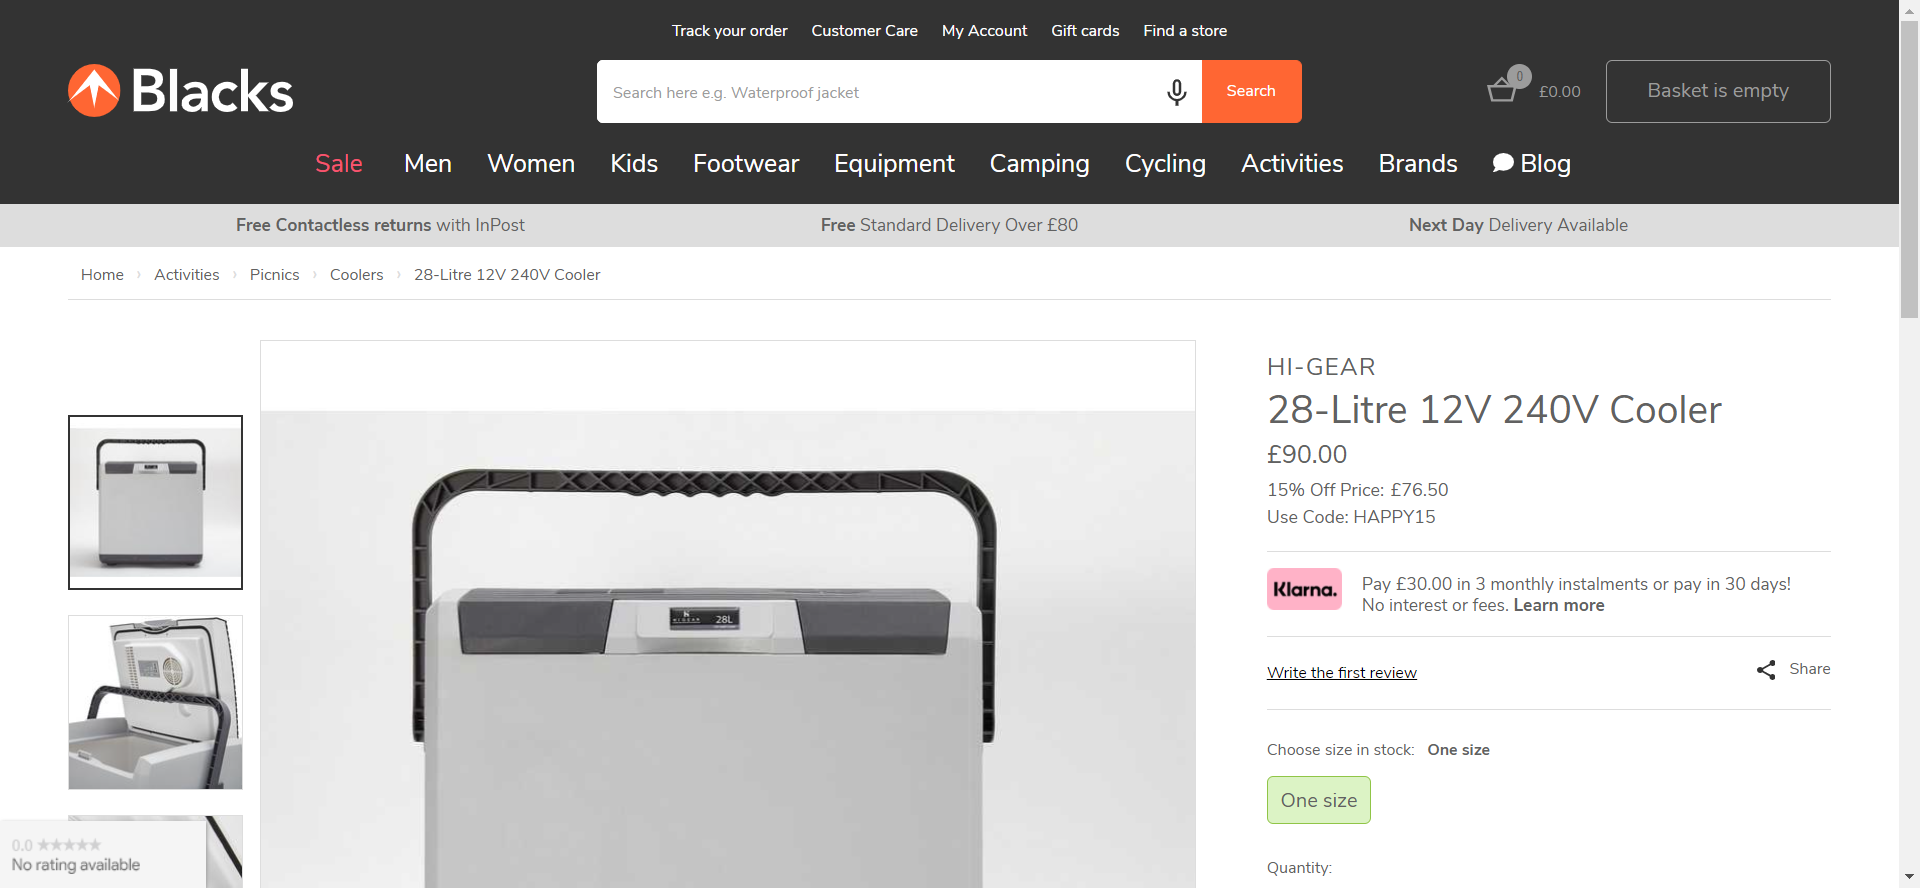 Track your order Customer Care My Account Gift cards Find a store
Blacks
Search here e.g. Waterproof jacket
Search
0
£0.00
Basket is empty
Sale Men Women Kids Footwear Equipment Camping Cycling Activities Brands Blog
Free Contactless returns with InPost
Free Standard Delivery Over £80
Next Day Delivery Available
Home › Activities › Picnics › Coolers › 28-Litre 12V 240V Cooler
HI-GEAR
28L
HI-GEAR
28-Litre 12V 240V Cooler
£90.00
15% Off Price: £76.50
Use Code: HAPPY15
Klarna.
Pay £30.00 in 3 monthly instalments or pay in 30 days!
No interest or fees. Learn more
Write the first review
Share
Choose size in stock: One size
One size
Quantity:
0.0 ★★★★★
No rating available